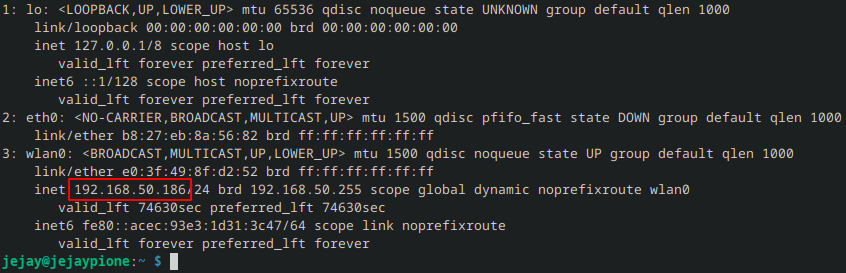 1: lo: <LOOPBACK,UP,LOWER_UP> mtu 65536 qdisc noqueue state UNKNOWN group default qlen 1000
    link/loopback 00:00:00:00:00:00 brd 00:00:00:00:00:00
    inet 127.0.0.1/8 scope host lo
       valid_lft forever preferred_lft forever
    inet6 ::1/128 scope host noprefixroute
       valid_lft forever preferred_lft forever
2: eth0: <NO-CARRIER,BROADCAST,MULTICAST,UP> mtu 1500 qdisc pfifo_fast state DOWN group default qlen 1000
    link/ether b8:27:eb:8a:56:82 brd ff:ff:ff:ff:ff:ff
3: wlan0: <BROADCAST,MULTICAST,UP,LOWER_UP> mtu 1500 qdisc noqueue state UP group default qlen 1000
    link/ether e0:3f:49:8f:d2:52 brd ff:ff:ff:ff:ff:ff
    inet 192.168.50.186/24 brd 192.168.50.255 scope global dynamic noprefixroute wlan0
       valid_lft 74630sec preferred_lft 74630sec
    inet6 fe80::acec:93e3:1d31:3c47/64 scope link noprefixroute
       valid_lft forever preferred_lft forever
jejay@jejaypione:~ $